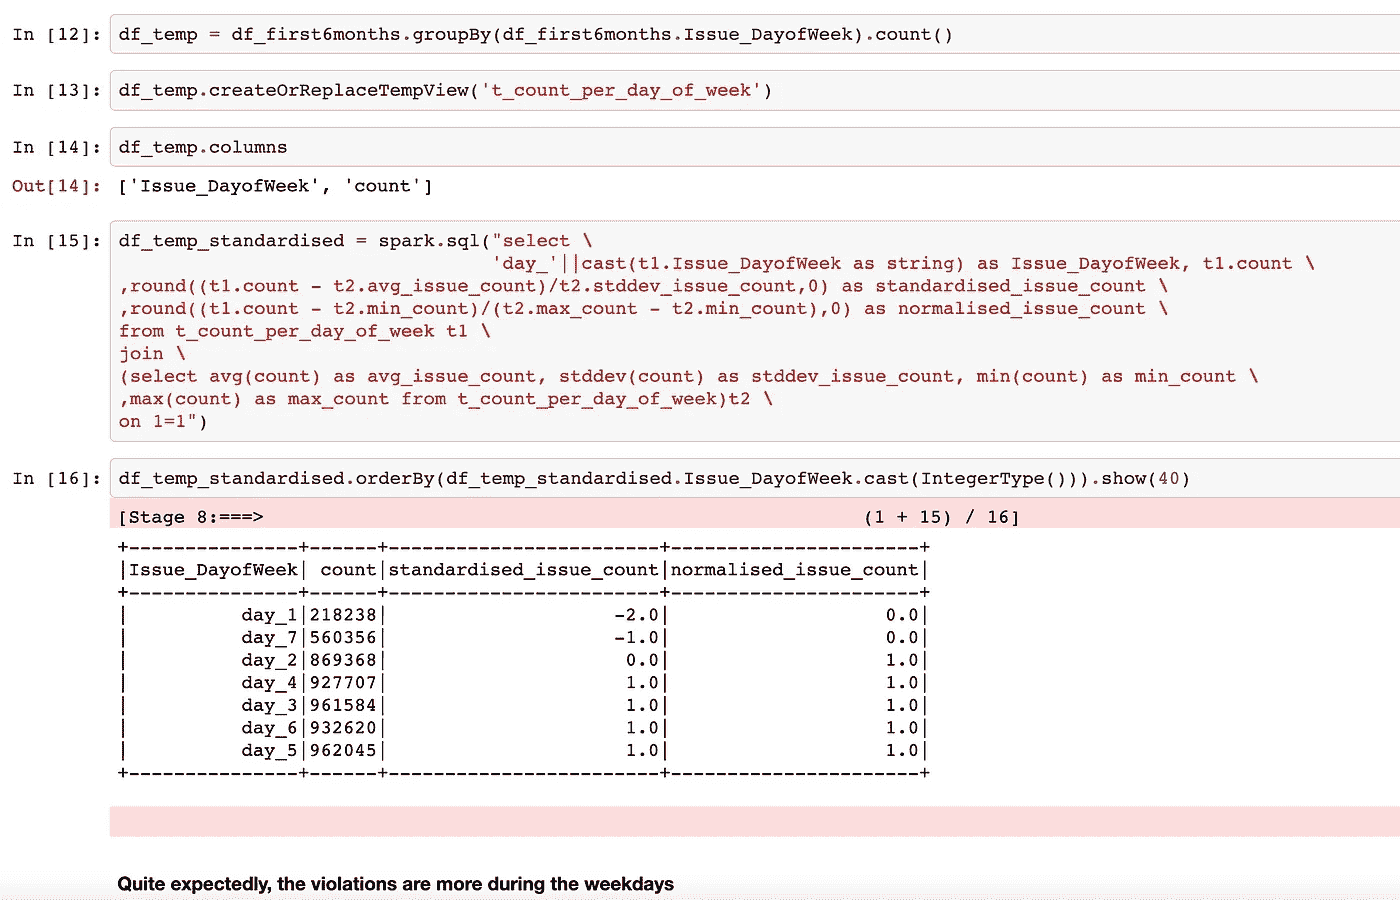 In [12]: df_temp = df_first6months.groupBy(df_first6months.Issue_DayofWeek).count()
In [13]: df_temp.createOrReplaceTempView('t_count_per_day_of_week')
In [14]: df_temp.columns
Out[14]: ['Issue_DayofWeek', 'count']
In [15]: df_temp_standardised = spark.sql("select \
'day_'||cast(t1.Issue_DayofWeek as string) as Issue_DayofWeek, t1.count \
,round((t1.count - t2.avg_issue_count)/t2.stddev_issue_count,0) as standardised_issue_count \
,round((t1.count - t2.min_count)/(t2.max_count - t2.min_count),0) as normalised_issue_count \
from t_count_per_day_of_week t1 \
join \
(select avg(count) as avg_issue_count, stddev(count) as stddev_issue_count, min(count) as min_count \
,max(count) as max_count from t_count_per_day_of_week)t2 \
on 1=1")
In [16]: df_temp_standardised.orderBy(df_temp_standardised.Issue_DayofWeek.cast(IntegerType())).show(40)
[Stage 8:===> (1 + 15) / 16]
+---------------+------+------------------------+----------------------+
|Issue_DayofWeek| count|standardised_issue_count|normalised_issue_count|
+---------------+------+------------------------+----------------------+
| day_1|218238| -2.0| 0.0|
| day_7|560356| -1.0| 0.0|
| day_2|869368| 0.0| 1.0|
| day_4|927707| 1.0| 1.0|
| day_3|961584| 1.0| 1.0|
| day_6|932620| 1.0| 1.0|
| day_5|962045| 1.0| 1.0|
+---------------+------+------------------------+----------------------+
Quite expectedly, the violations are more during the weekdays